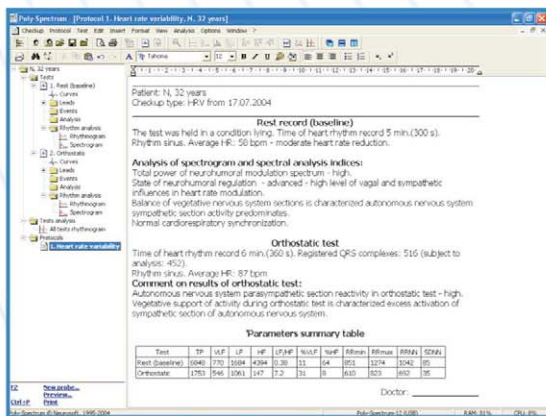 Poly-Spectrum - [Protocol 1. Heart rate variability, N, 32 years]
Checkup Protocol Test Edit Insert Format View Analysis Options Window ?
Tahoma 12 B I U
N, 32 years
Tests
1. Rest (baseline)
Curves
Leads
Events
Analysis
Rhythm analysis
Rhythmogram
Spectrogram
2. Orthostatic
Curves
Leads
Events
Analysis
Rhythm analysis
Rhythmogram
Spectrogram
Tests analysis
All tests rhythmogram
Protocols
1. Heart rate variability
F2 New probe...
Preview...
Ctrl+P Print
Patient: N, 32 years
Checkup type: HRV from 17.07.2004
Rest record (baseline)
The test was held in a condition lying. Time of heart rhythm record 5 min.(300 s).
Rhythm sinus. Average HR: 58 bpm - moderate heart rate reduction.
Analysis of spectrogram and spectral analysis indices:
Total power of neurohumoral modulation spectrum - high.
State of neurohumoral regulation - advanced - high level of vagal and sympathetic
influences in heart rate modulation.
Balance of vegetative nervous system sections is characterized autonomous nervous system
sympathetic section activity predominates.
Normal cardiorespiratory synchronization.
Orthostatic test
Time of heart rhythm record 6 min.(360 s). Registered QRS complexes: 516 (subject to
analysis: 452).
Rhythm sinus. Average HR: 87 bpm
Comment on results of orthostatic test:
Autonomous nervous system parasympathetic section reactivity in orthostatic test - high.
Vegetative support of activity during orthostatic test is characterized excess activation of
sympathetic section of autonomous nervous system.
Parameters summary table
Test TP VLF LF HF LF/HF %VLF %HF RRmin RRmax RRNN SDNN
Rest (baseline) 6848 770 1684 4394 0.38 11 64 851 1274 1042 85
Orthostatic 1753 546 1061 147 7.2 31 8 610 823 692 35
Doctor:
Poly-Spectrum © Neurosoft, 1995-2004 Poly-Spectrum-12 (USB) RAM: 31% CPU: 8%